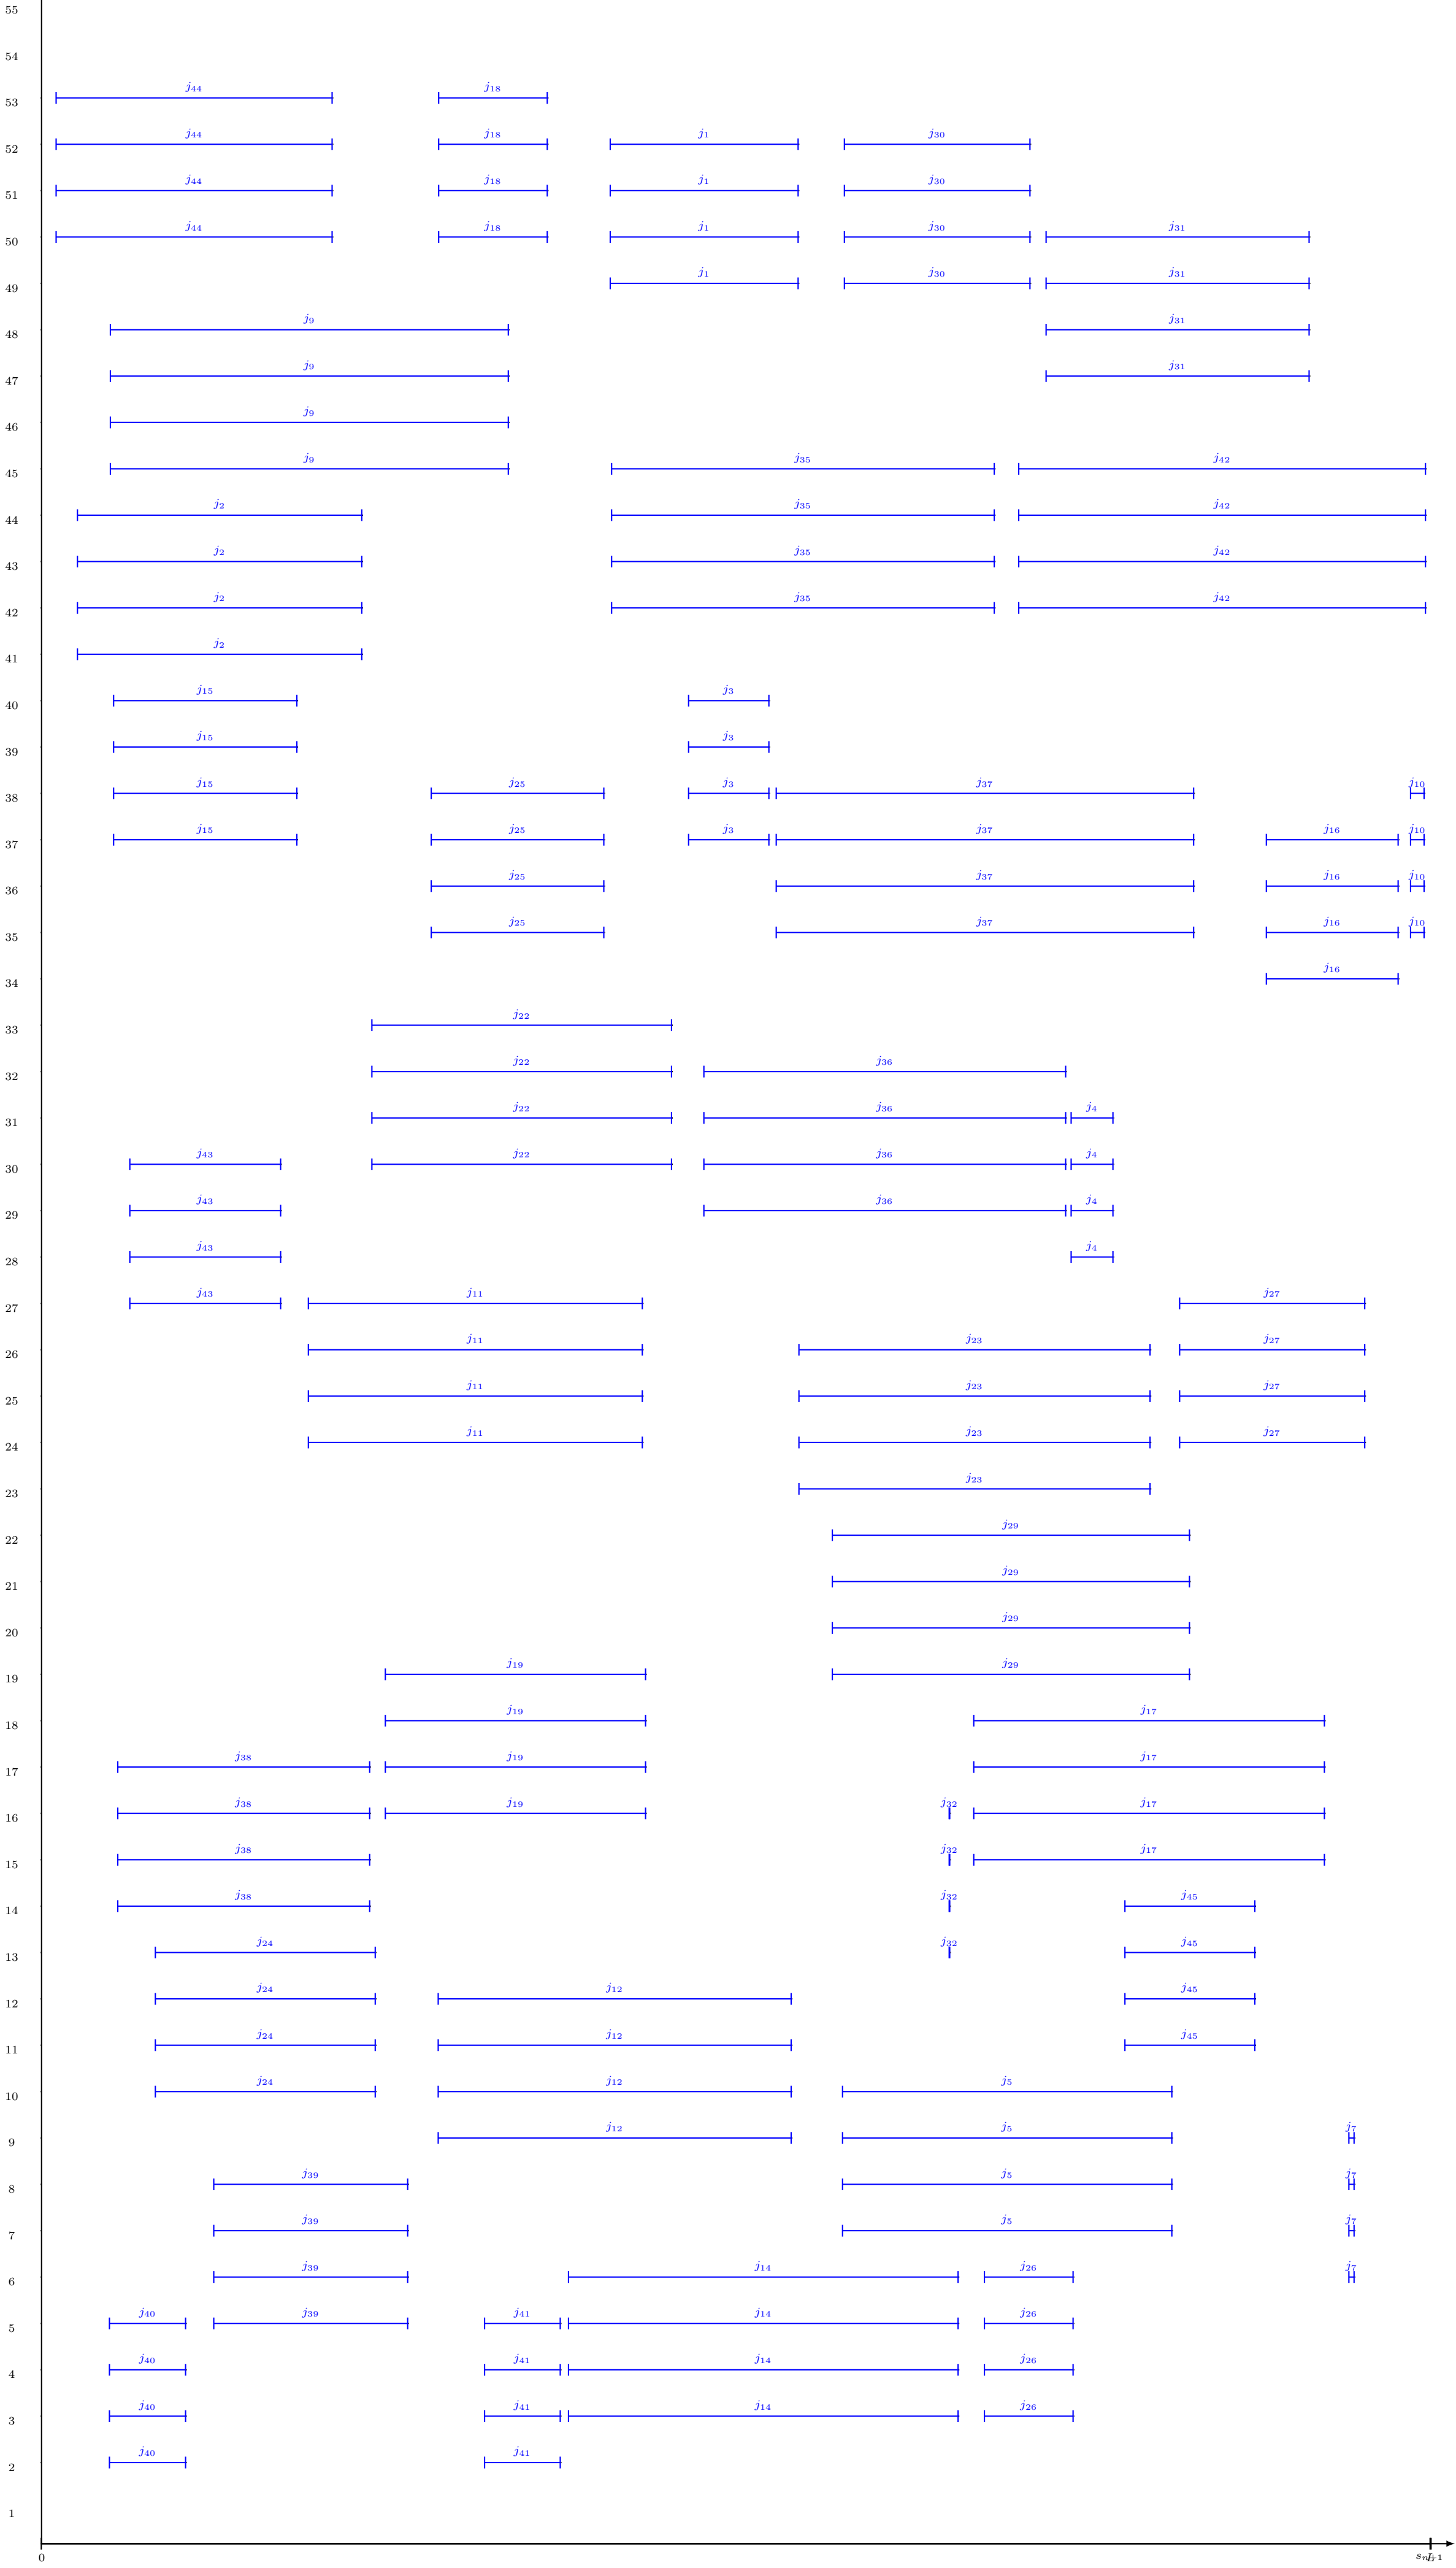 55
54
53 j₄₄ j₁₈
52 j₄₄ j₁₈ j₁ j₃₀
51 j₄₄ j₁₈ j₁ j₃₀
50 j₄₄ j₁₈ j₁ j₃₀ j₃₁
49 j₁ j₃₀ j₃₁
48 j₉ j₃₁
47 j₉ j₃₁
46 j₉
45 j₉ j₃₅ j₄₂
44 j₂ j₃₅ j₄₂
43 j₂ j₃₅ j₄₂
42 j₂ j₃₅ j₄₂
41 j₂
40 j₁₅ j₃
39 j₁₅ j₃
38 j₁₅ j₂₅ j₃ j₃₇ j₁₀
37 j₁₅ j₂₅ j₃ j₃₇ j₁₆ j₁₀
36 j₂₅ j₃₇ j₁₆ j₁₀
35 j₂₅ j₃₇ j₁₆ j₁₀
34 j₁₆
33 j₂₂
32 j₂₂ j₃₆
31 j₂₂ j₃₆ j₄
30 j₄₃ j₂₂ j₃₆ j₄
29 j₄₃ j₃₆ j₄
28 j₄₃ j₄
27 j₄₃ j₁₁ j₂₇
26 j₁₁ j₂₃ j₂₇
25 j₁₁ j₂₃ j₂₇
24 j₁₁ j₂₃ j₂₇
23 j₂₃
22 j₂₉
21 j₂₉
20 j₂₉
19 j₁₉ j₂₉
18 j₁₉ j₁₇
17 j₃₈ j₁₉ j₁₇
16 j₃₈ j₁₉ j₃₂ j₁₇
15 j₃₈ j₃₂ j₁₇
14 j₃₈ j₃₂ j₄₅
13 j₂₄ j₃₂ j₄₅
12 j₂₄ j₁₂ j₄₅
11 j₂₄ j₁₂ j₄₅
10 j₂₄ j₁₂ j₅
9 j₁₂ j₅ j₇
8 j₃₉ j₅ j₇
7 j₃₉ j₅ j₇
6 j₃₉ j₁₄ j₂₆ j₇
5 j₄₀ j₃₉ j₄₁ j₁₄ j₂₆
4 j₄₀ j₄₁ j₁₄ j₂₆
3 j₄₀ j₄₁ j₁₄ j₂₆
2 j₄₀ j₄₁
1
0